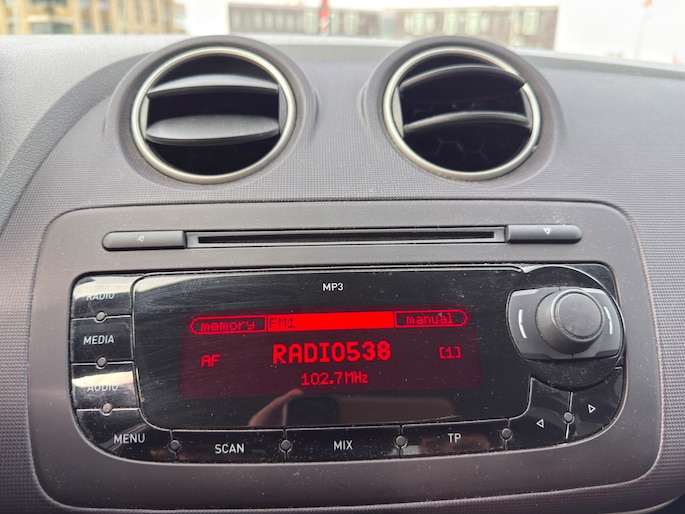 MP3
RADIO
memory FM1 manual
MEDIA
AF RADIO538 [1]
102.7MHz
AUDIO
MENU SCAN MIX TP